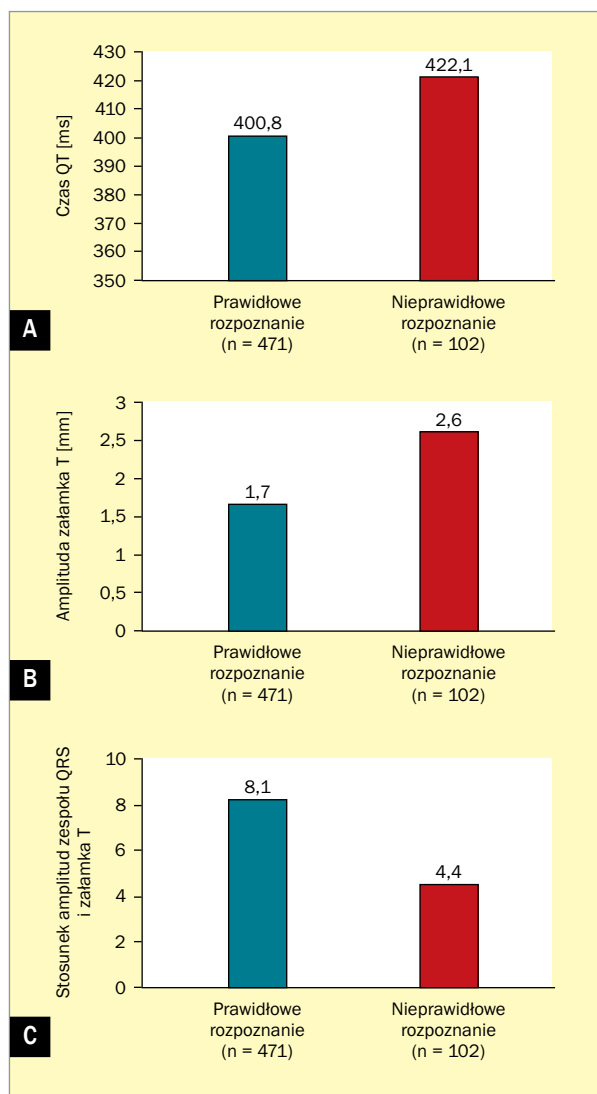 430
420
410
400
390
380
370
360
350
Czas QT [ms]
400,8
422,1
Prawidłowe
rozpoznanie
(n = 471)
Nieprawidłowe
rozpoznanie
(n = 102)
A
3
2,5
2
1,5
1
0,5
0
Amplituda załamka T [mm]
1,7
2,6
Prawidłowe
rozpoznanie
(n = 471)
Nieprawidłowe
rozpoznanie
(n = 102)
B
10
8
6
4
2
0
Stosunek amplitud zespołu QRS
i załamka T
8,1
4,4
Prawidłowe
rozpoznanie
(n = 471)
Nieprawidłowe
rozpoznanie
(n = 102)
C